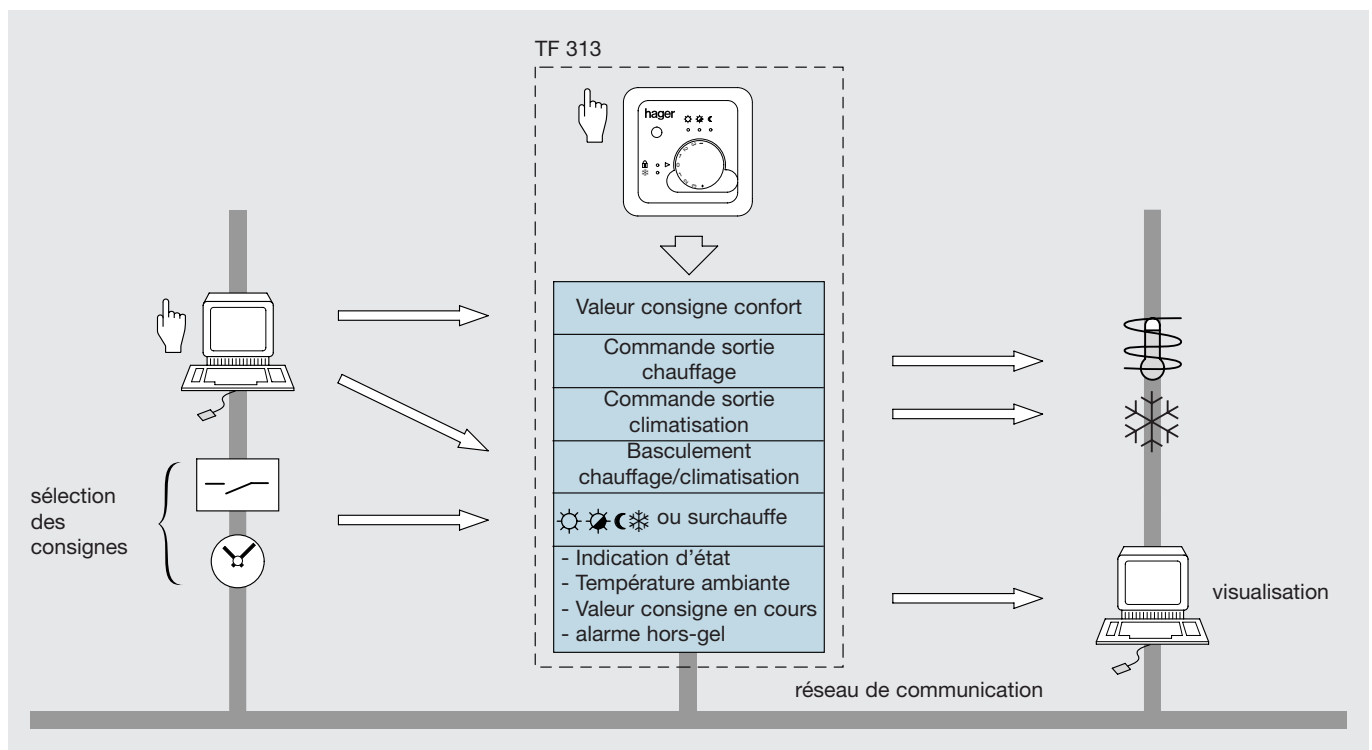 TF 313
hager
Valeur consigne confort
Commande sortie
chauffage
Commande sortie
climatisation
Basculement
chauffage/climatisation
ou surchauffe
- Indication d’état
- Température ambiante
- Valeur consigne en cours
- alarme hors-gel
sélection
des
consignes
visualisation
réseau de communication